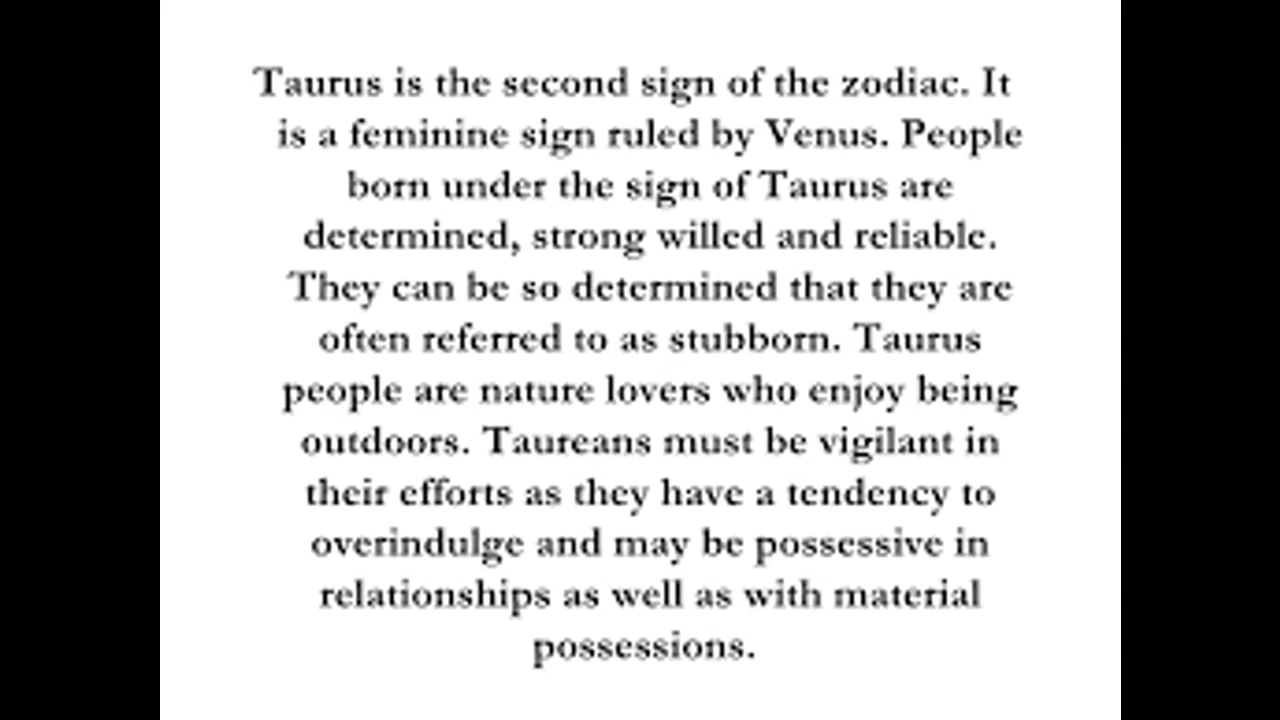 Taurus is the second sign of the zodiac. It
is a feminine sign ruled by Venus. People
born under the sign of Taurus are
determined, strong willed and reliable.
They can be so determined that they are
often referred to as stubborn. Taurus
people are nature lovers who enjoy being
outdoors. Taureans must be vigilant in
their efforts as they have a tendency to
overindulge and may be possessive in
relationships as well as with material
possessions.